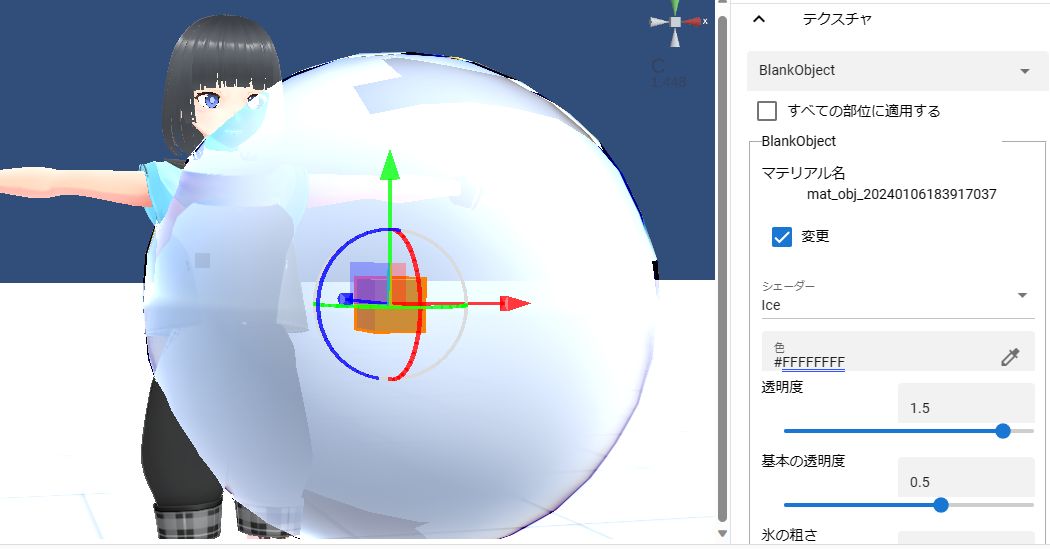 テクスチャ
x
C
1.448
BlankObject
すべての部位に適用する
BlankObject
マテリアル名
mat_obj_20240106183917037
変更
シェーダー
Ice
色
#FFFFFFFF
透明度
1.5
基本の透明度
0.5
氷の粗さ